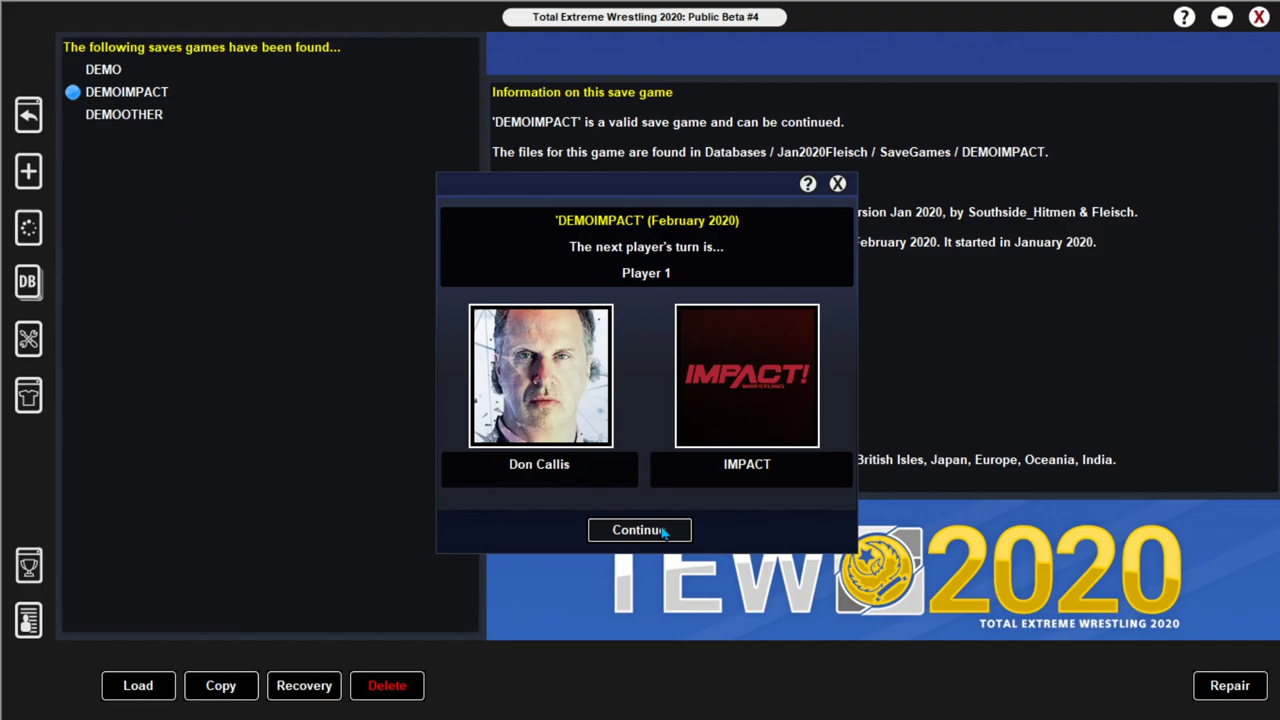 Total Extreme Wrestling 2020: Public Beta #4
?
X
The following saves games have been found...
DEMO
DEMOIMPACT
DEMOOTHER
DB
Information on this save game
'DEMOIMPACT' is a valid save game and can be continued.
The files for this game are found in Databases / Jan2020Fleisch / SaveGames / DEMOIMPACT.
rsion Jan 2020, by Southside_Hitmen & Fleisch.
ebruary 2020. It started in January 2020.
British Isles, Japan, Europe, Oceania, India.
? X
'DEMOIMPACT' (February 2020)
The next player's turn is...
Player 1
IMPACT!
WRESTLING
Don Callis
IMPACT
Continue
TEW 2020
TOTAL EXTREME WRESTLING 2020
Load
Copy
Recovery
Delete
Repair